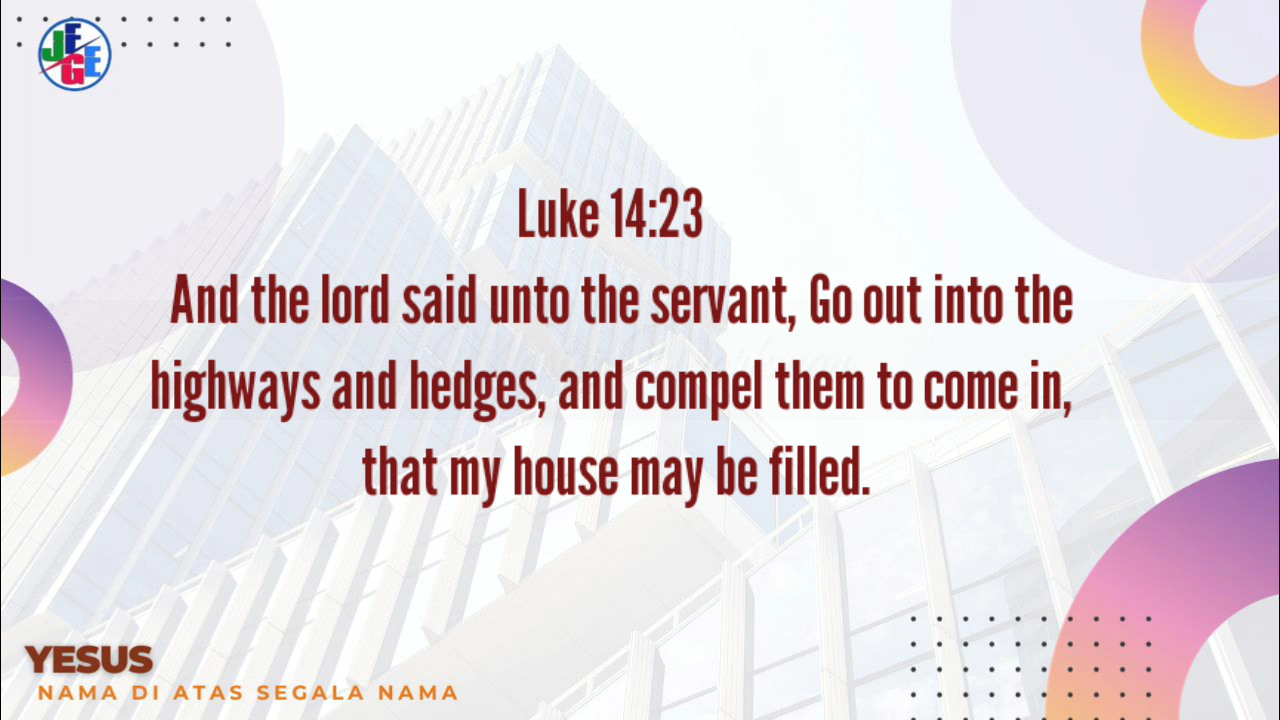 JEGE
Luke 14:23
And the lord said unto the servant, Go out into the
highways and hedges, and compel them to come in,
that my house may be filled.
YESUS
NAMA DI ATAS SEGALA NAMA